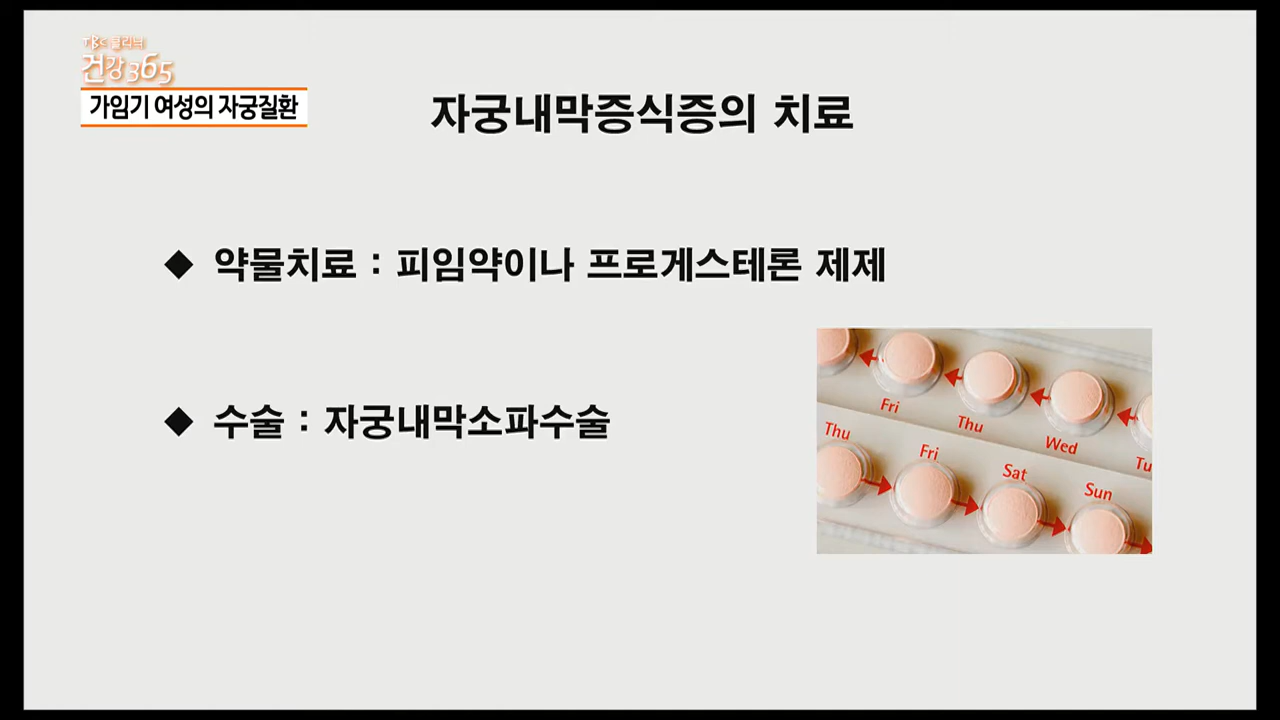 TBC 클리닉
건강365
가임기 여성의 자궁질환
자궁내막증식증의 치료
◆ 약물치료 : 피임약이나 프로게스테론 제제
◆ 수술 : 자궁내막소파수술
Fri
Thu
Wed
Tu
Thu
Fri
Sat
Sun